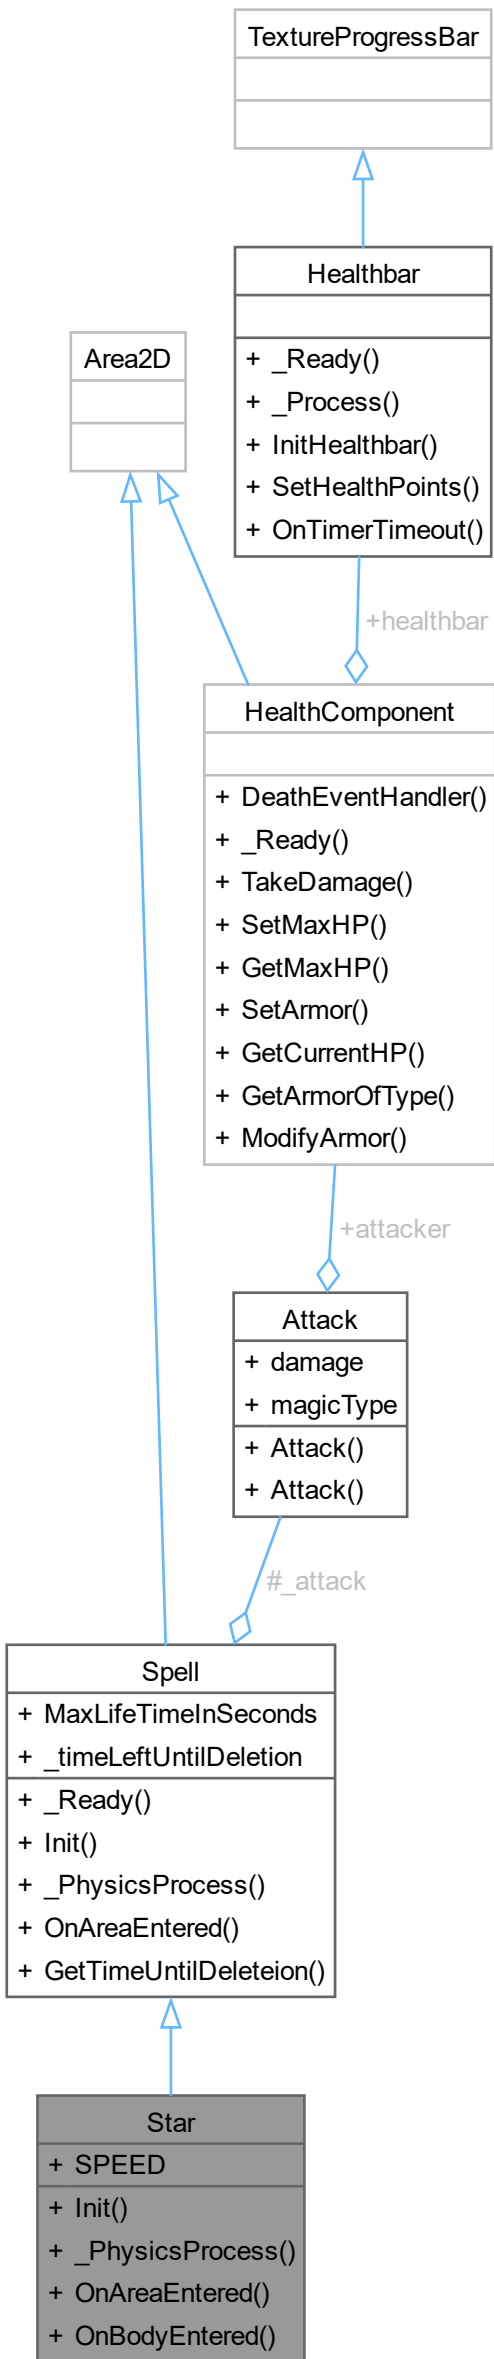 TextureProgressBar
Healthbar
+ _Ready()
+ _Process()
+ InitHealthbar()
+ SetHealthPoints()
+ OnTimerTimeout()
Area2D
+healthbar
HealthComponent
+ DeathEventHandler()
+ _Ready()
+ TakeDamage()
+ SetMaxHP()
+ GetMaxHP()
+ SetArmor()
+ GetCurrentHP()
+ GetArmorOfType()
+ ModifyArmor()
+attacker
Attack
+ damage
+ magicType
+ Attack()
+ Attack()
#_attack
Spell
+ MaxLifeTimeInSeconds
+ _timeLeftUntilDeletion
+ _Ready()
+ Init()
+ _PhysicsProcess()
+ OnAreaEntered()
+ GetTimeUntilDeleteion()
Star
+ SPEED
+ Init()
+ _PhysicsProcess()
+ OnAreaEntered()
+ OnBodyEntered()